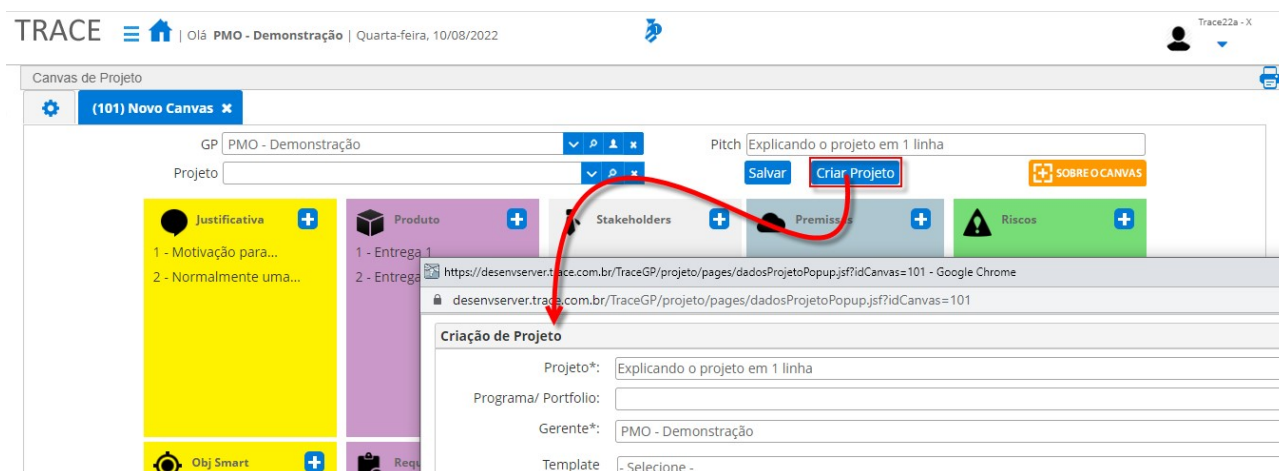 TRACE | Olá PMO - Demonstração | Quarta-feira, 10/08/2022
Trace22a - X
Canvas de Projeto
(101) Novo Canvas
GP PMO - Demonstração
Pitch Explicando o projeto em 1 linha
Projeto
Salvar Criar Projeto SOBRE O CANVAS
Justificativa Produto Stakeholders Premissas Riscos
1 - Motivação para... 1 - Entrega 1
2 - Normalmente uma... 2 - Entrega
https://desenvserver.trace.com.br/TraceGP/projeto/pages/dadosProjetoPopup.jsf?idCanvas=101 - Google Chrome
desenvserver.trace.com.br/TraceGP/projeto/pages/dadosProjetoPopup.jsf?idCanvas=101
Criação de Projeto
Projeto*: Explicando o projeto em 1 linha
Programa/ Portfolio:
Gerente*: PMO - Demonstração
Template - Selecione -
Obj Smart Requ